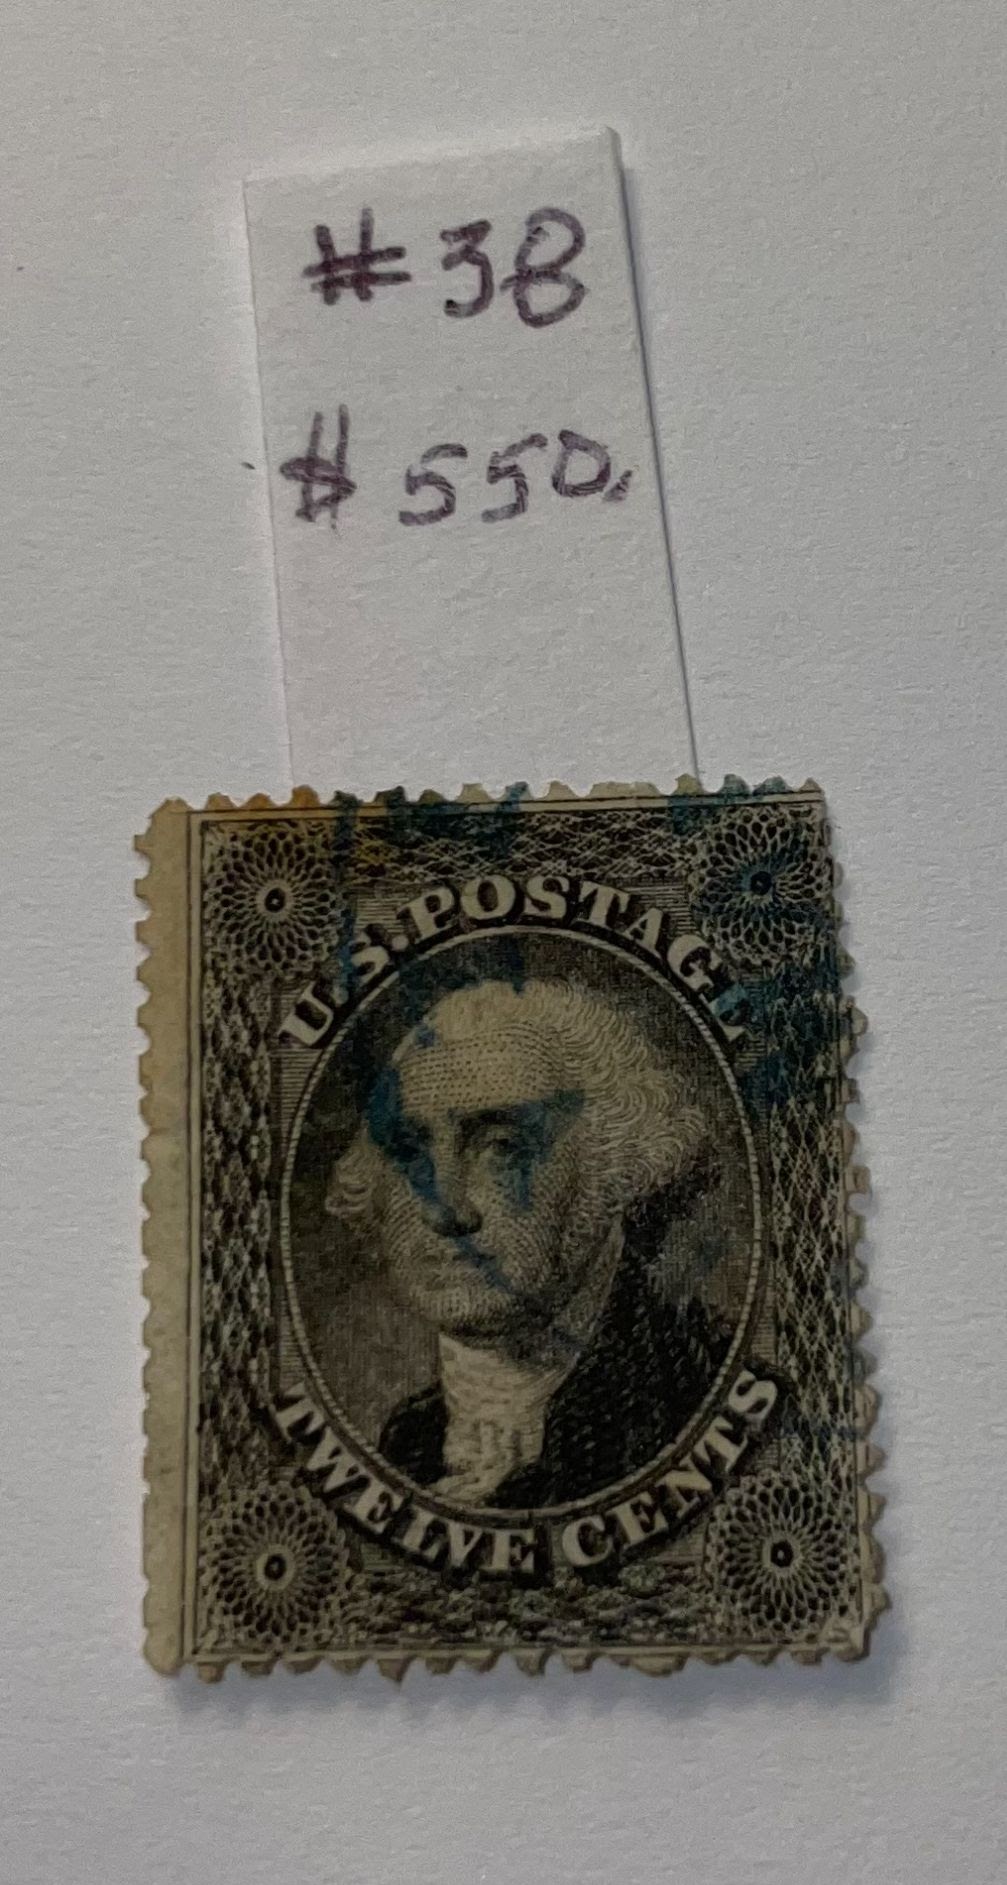 #38
$550.
U.S. POSTAGE
TWELVE CENTS